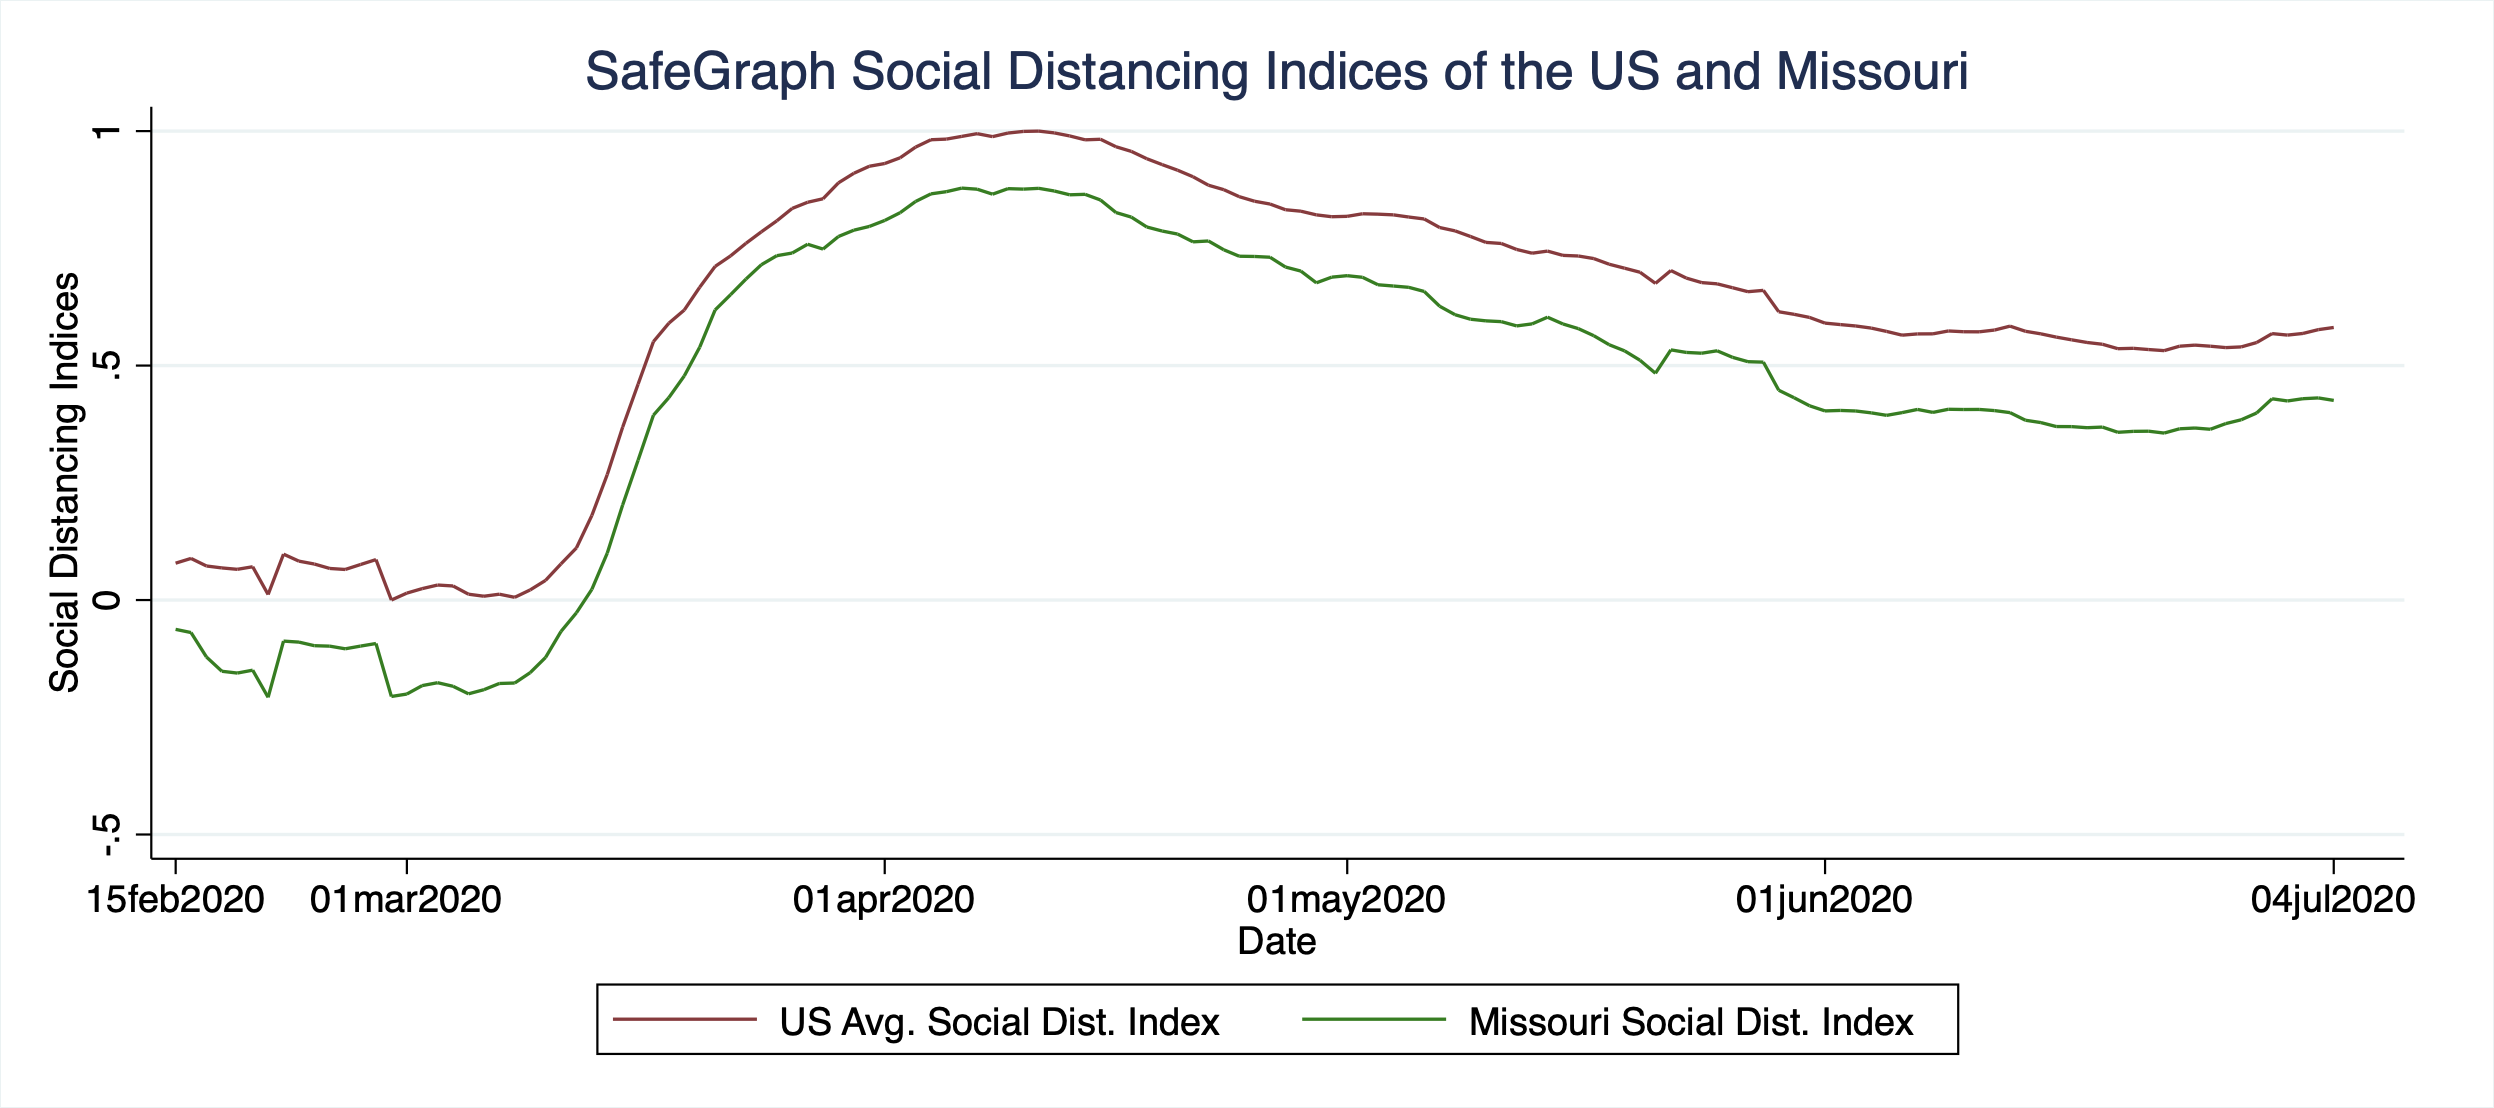 SafeGraph Social Distancing Indices of the US and Missouri
Social Distancing Indices
1
.5
0
-.5
15feb2020 01mar2020 01apr2020 01may2020 01jun2020 04jul2020
Date
US Avg. Social Dist. Index Missouri Social Dist. Index